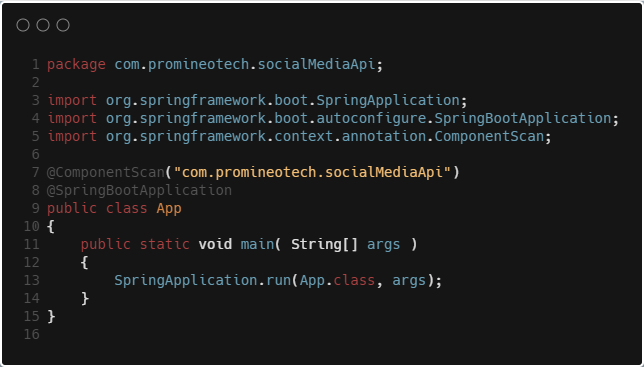 1 package com.promineotech.socialMediaApi;
2
3 import org.springframework.boot.SpringApplication;
4 import org.springframework.boot.autoconfigure.SpringBootApplication;
5 import org.springframework.context.annotation.ComponentScan;
6
7 @ComponentScan("com.promineotech.socialMediaApi")
8 @SpringBootApplication
9 public class App
10 {
11     public static void main( String[] args )
12     {
13         SpringApplication.run(App.class, args);
14     }
15 }
16